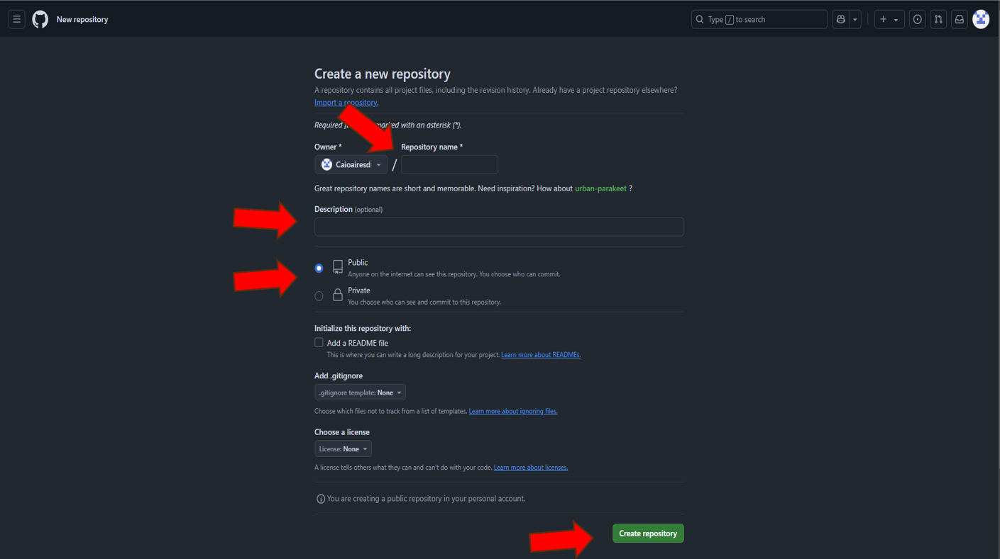 New repository
Type / to search
Create a new repository
A repository contains all project files, including the revision history. Already have a project repository elsewhere?
Import a repository.
Required marked with an asterisk (*).
Owner *
Repository name *
Caioairesd /
Great repository names are short and memorable. Need inspiration? How about urban-parakeet ?
Description (optional)
Public
Anyone on the internet can see this repository. You choose who can commit.
Private
You choose who can see and commit to this repository.
Initialize this repository with:
Add a README file
This is where you can write a long description for your project. Learn more about READMEs.
Add .gitignore
.gitignore template: None
Choose which files not to track from a list of templates. Learn more about ignoring files.
Choose a license
License: None
A license tells others what they can and can't do with your code. Learn more about licenses.
You are creating a public repository in your personal account.
Create repository